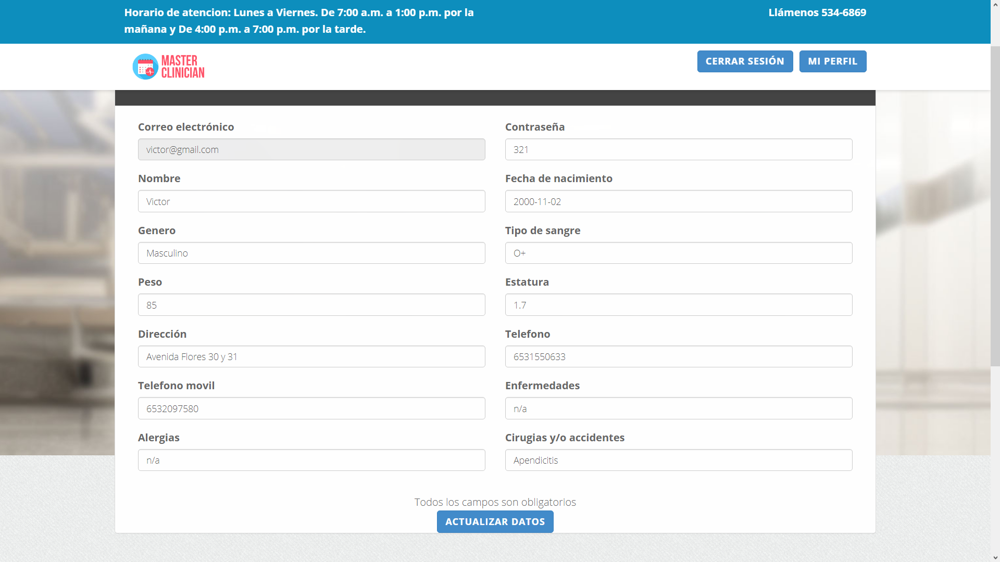 Horario de atencion: Lunes a Viernes. De 7:00 a.m. a 1:00 p.m. por la
mañana y De 4:00 p.m. a 7:00 p.m. por la tarde.
Llámenos 534-6869
MASTER
CLINICIAN
CERRAR SESIÓN
MI PERFIL
Correo electrónico
victor@gmail.com
Contraseña
321
Nombre
Victor
Fecha de nacimiento
2000-11-02
Genero
Masculino
Tipo de sangre
O+
Peso
85
Estatura
1.7
Dirección
Avenida Flores 30 y 31
Telefono
6531550633
Telefono movil
6532097580
Enfermedades
n/a
Alergias
n/a
Cirugias y/o accidentes
Apendicitis
Todos los campos son obligatorios
ACTUALIZAR DATOS